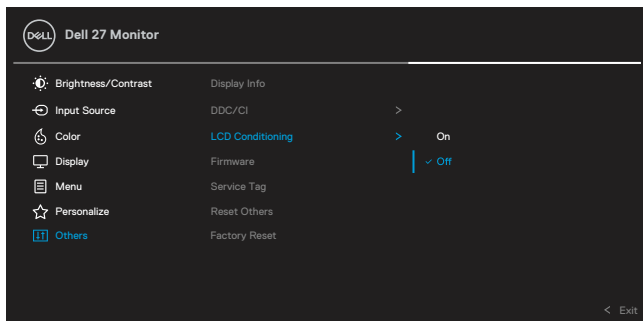 DELL Dell 27 Monitor
Brightness/Contrast Display Info
Input Source DDC/CI >
Color LCD Conditioning > On
Display Firmware ✓ Off
Menu Service Tag
Personalize Reset Others
Others Factory Reset
< Exit